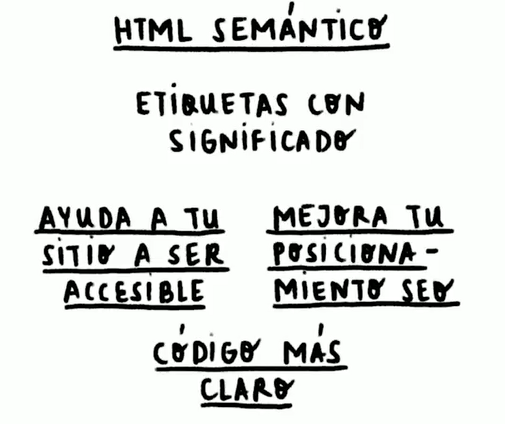 HTML SEMÁNTICO
ETIQUETAS CON
SIGNIFICADO
AYUDA A TU
SITIO A SER
ACCESIBLE
MEJORA TU
POSICIONA-
MIENTO SEO
CÓDIGO MÁS
CLARO